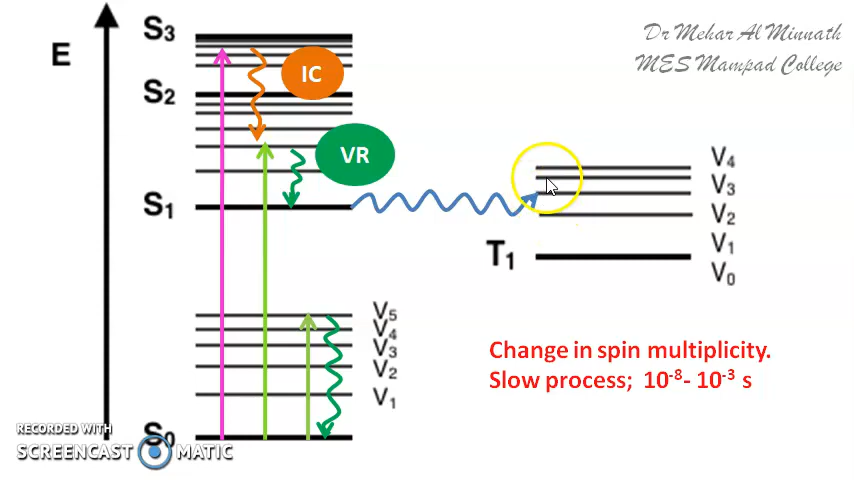 Dr Mehar Al Minnath
MES Mampad College
E
S3
IC
S2
VR
S1
V4
V3
V2
V1
V0
T1
V5
V4
V3
V2
V1
S0
Change in spin multiplicity.
Slow process; 10-8- 10-3 s
RECORDED WITH
SCREENCAST MATIC